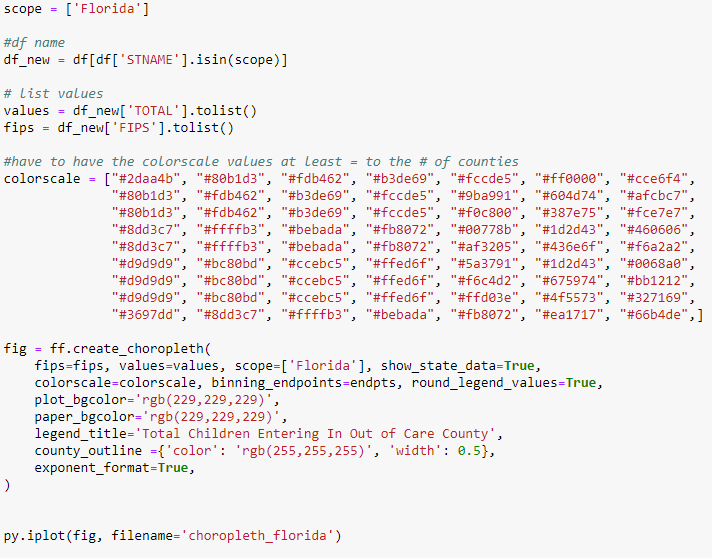 scope = ['Florida']
#df name
df_new = df[df['STNAME'].isin(scope)]
# list values
values = df_new['TOTAL'].tolist()
fips = df_new['FIPS'].tolist()
#have to have the colorscale values at least = to the # of counties
colorscale = ["#2daa4b", "#80b1d3", "#fdb462", "#b3de69", "#fccde5", "#ff0000", "#cce6f4",
"#80b1d3", "#fdb462", "#b3de69", "#fccde5", "#9ba991", "#604d74", "#afcbc7",
"#80b1d3", "#fdb462", "#b3de69", "#fccde5", "#f0c800", "#387e75", "#fce7e7",
"#8dd3c7", "#ffffb3", "#bebada", "#fb8072", "#00778b", "#1d2d43", "#460606",
"#8dd3c7", "#ffffb3", "#bebada", "#fb8072", "#af3205", "#436e6f", "#f6a2a2",
"#d9d9d9", "#bc80bd", "#ccebc5", "#ffed6f", "#5a3791", "#1d2d43", "#0068a0",
"#d9d9d9", "#bc80bd", "#ccebc5", "#ffed6f", "#f6c4d2", "#675974", "#bb1212",
"#d9d9d9", "#bc80bd", "#ccebc5", "#ffed6f", "#ffd03e", "#4f5573", "#327169",
"#3697dd", "#8dd3c7", "#ffffb3", "#bebada", "#fb8072", "#ea1717", "#66b4de",]
fig = ff.create_choropleth(
fips=fips, values=values, scope=['Florida'], show_state_data=True,
colorscale=colorscale, binning_endpoints=endpts, round_legend_values=True,
plot_bgcolor='rgb(229,229,229)',
paper_bgcolor='rgb(229,229,229)',
legend_title='Total Children Entering In Out of Care County',
county_outline ={'color': 'rgb(255,255,255)', 'width': 0.5},
exponent_format=True,
)
py.iplot(fig, filename='choropleth_florida')